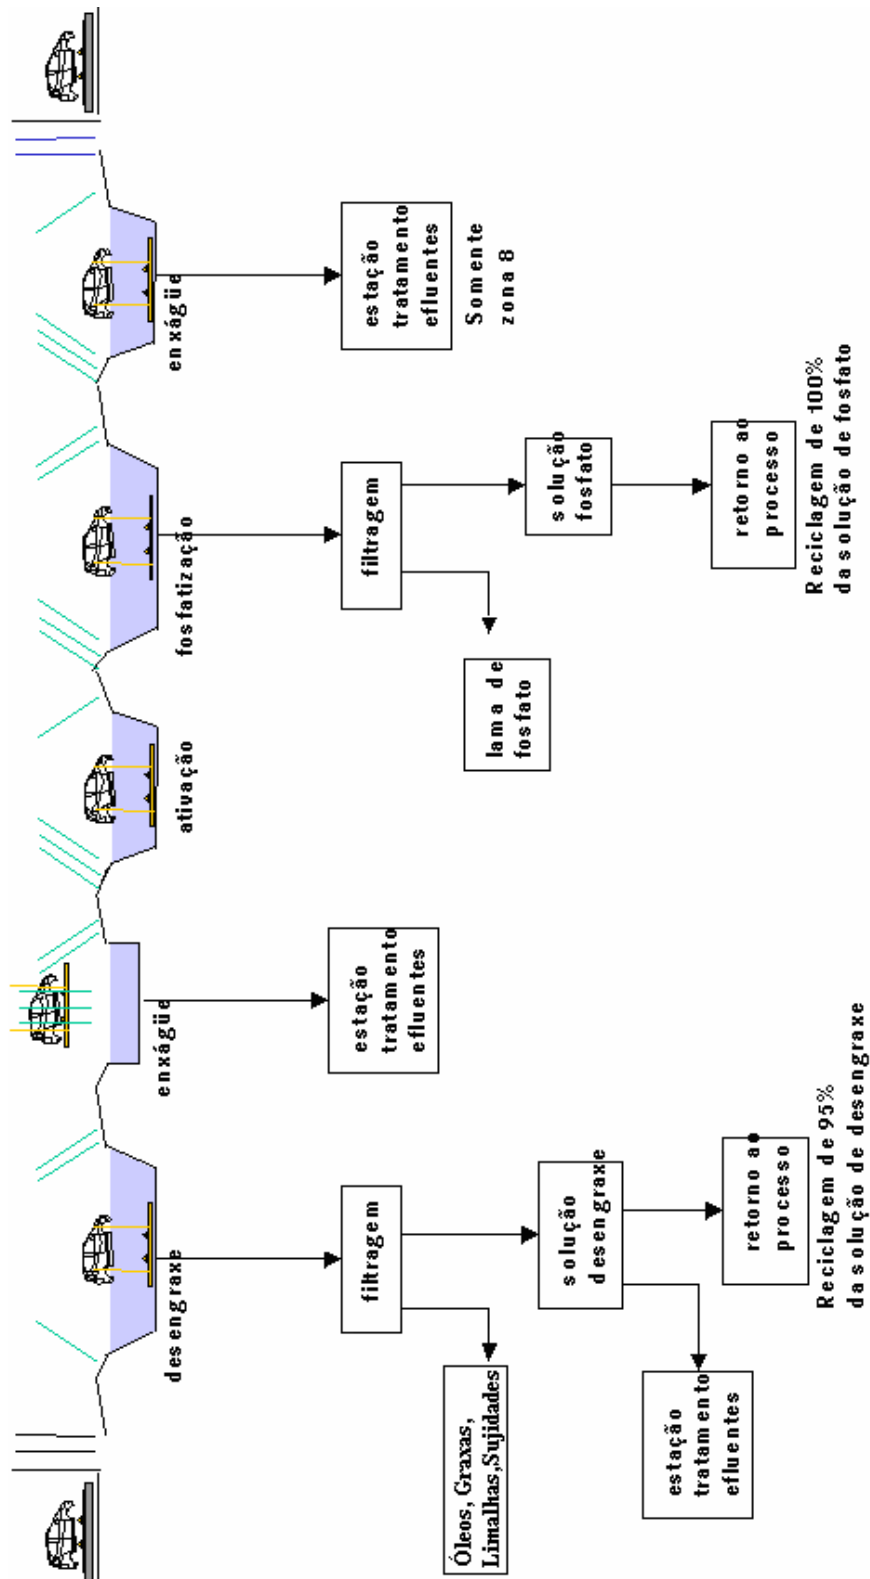 desengraxe
enxágüe
ativação
fosfatização
enxágüe
filtragem
estação
tratamento
efluentes
filtragem
estação
tratamento
efluentes
Somente
zona 8
Óleos, Graxas,
Limalhas,Sujidades
solução
desengraxe
lama de
fosfato
solução
fosfato
estação
tratamento
efluentes
retorno ao
processo
retorno ao
processo
Reciclagem de 95%
da solução de desengraxe
Reciclagem de 100%
da solução de fosfato